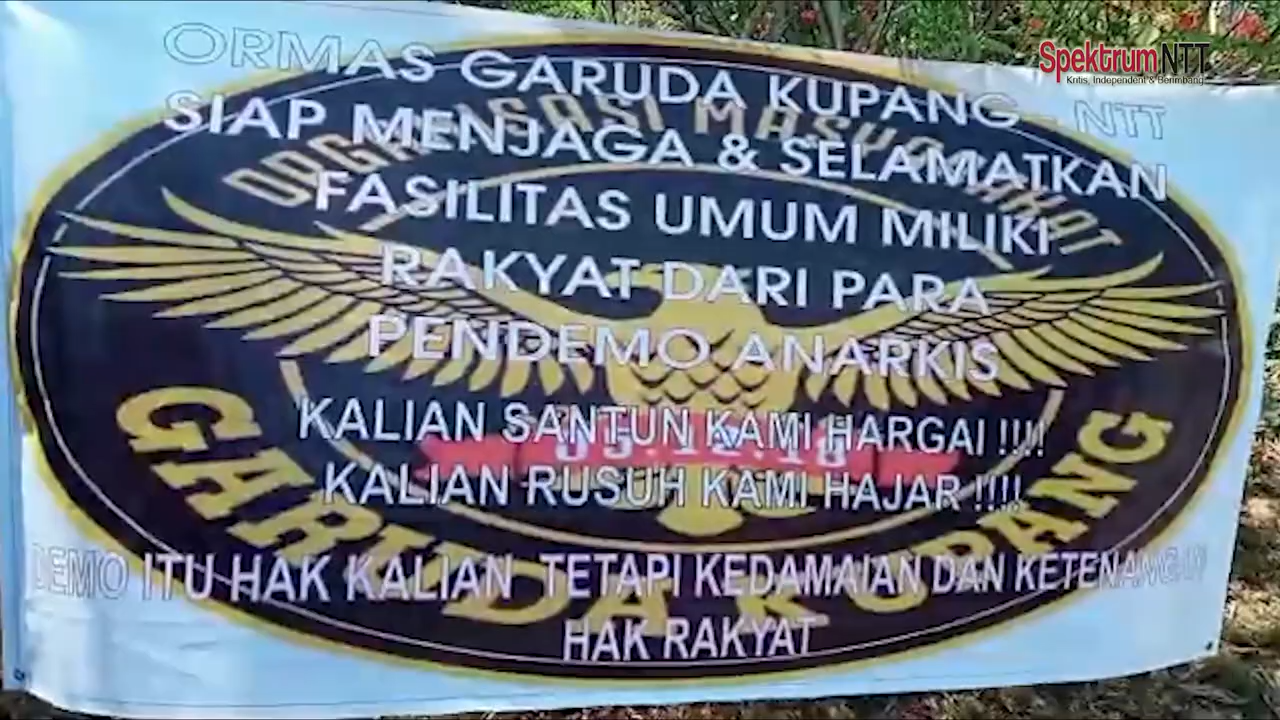 SpektrumNTT
Kritis, Independent & Berimbang
ORMAS GARUDA KUPANG - NTT
SIAP MENJAGA & SELAMATKAN
FASILITAS UMUM MILIKI
RAKYAT DARI PARA
PENDEMO ANARKIS
KALIAN SANTUN KAMI HARGAI !!!!
KALIAN RUSUH KAMI HAJAR !!!!
DEMO ITU HAK KALIAN TETAPI KEDAMAIAN DAN KETENANGAN
HAK RAKYAT
ORGANISASI MASYARAKAT
GARUDA KUPANG